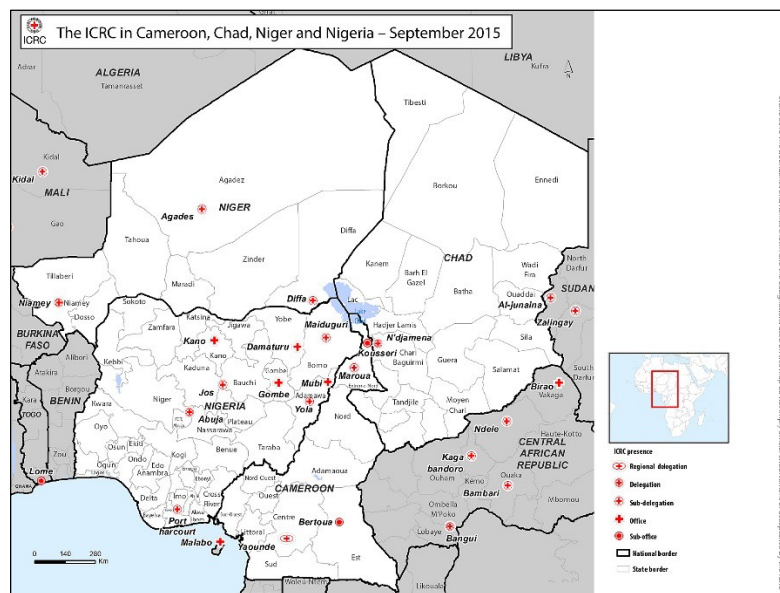 ICRC
The ICRC in Cameroon, Chad, Niger and Nigeria – September 2015
LIBYA
Kufra
Adrar
ALGERIA
Tamanrasset
Tibesti
Kidal
Kidal
MALI
Gao
Agadez
Agades
NIGER
Borkou
Ennedi
Tahoua
Diffa
Zinder
CHAD
Kanem
Barh El
Gazel
Wadi
Fira
North
Darfur
Tillaberi
Maradi
Batha
Lac
Ouaddai
Al-junaina
SUDAN
Niamey
Niamey
Dosso
Sokoto
Diffa
Zalingay
BURKINA
FASO
Katsina
Zamfara
Jigawa
Yobe
Maiduguri
Hadjer Lamis
N'djamena
Kousseri
Chari
Baguirmi
Sila
Alibori
Atakira
Kebbi
Kano
Kano
Damaturu
Borno
Maroua
Guera
Salamat
South
Darfur
Kaduna
Bauchi
Gombe
Gombe
Mubi
Borgou
Kara
BENIN
TOGO
Niger
Jos
NIGERIA
Adamawa
Yola
Tandjile
Moyen
Chari
Birao
Vakaga
Kwara
Abuja
Nassarawa
Plateau
Nord
Ndele
Haute-Kotto
Oyo
Zou
Osun
Ekiti
Kogi
Benue
Taraba
Ogun
Ondo
Edo
Anambra
Adamaoua
Kaga
bandoro
Ouham
CENTRAL
AFRICAN
REPUBLIC
Kemo
Ouaka
Bambari
Mbomou
Lome
Delta
Imo
Cross
River
Nord Ouest
Ouest
CAMEROON
Ombella
M'Poko
Lobaye
Bangui
Port
harcourt
Centre
Littoral
Bertoua
Malabo
Yaounde
Sud
Est
Woleu-Ntem
Likouala
0 140 280
Km
ICRC presence
Regional delegation
Delegation
Sub-delegation
Office
Sub-office
National border
State border